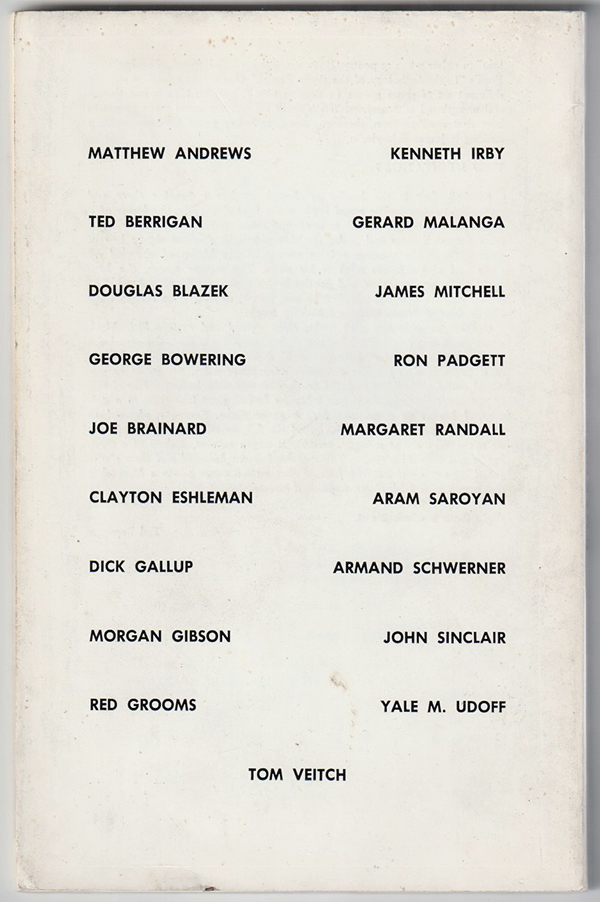 MATTHEW ANDREWS KENNETH IRBY
TED BERRIGAN GERARD MALANGA
DOUGLAS BLAZEK JAMES MITCHELL
GEORGE BOWERING RON PADGETT
JOE BRAINARD MARGARET RANDALL
CLAYTON ESHLEMAN ARAM SAROYAN
DICK GALLUP ARMAND SCHWERNER
MORGAN GIBSON JOHN SINCLAIR
RED GROOMS YALE M. UDOFF
TOM VEITCH